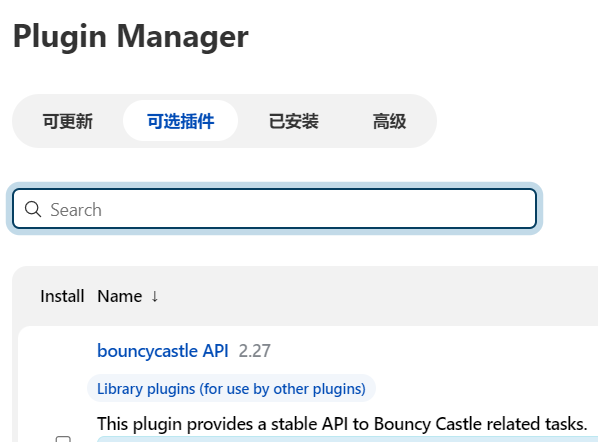 Plugin Manager
可更新 可选插件 已安装 高级
Search
Install Name ↓
bouncycastle API 2.27
Library plugins (for use by other plugins)
This plugin provides a stable API to Bouncy Castle related tasks.